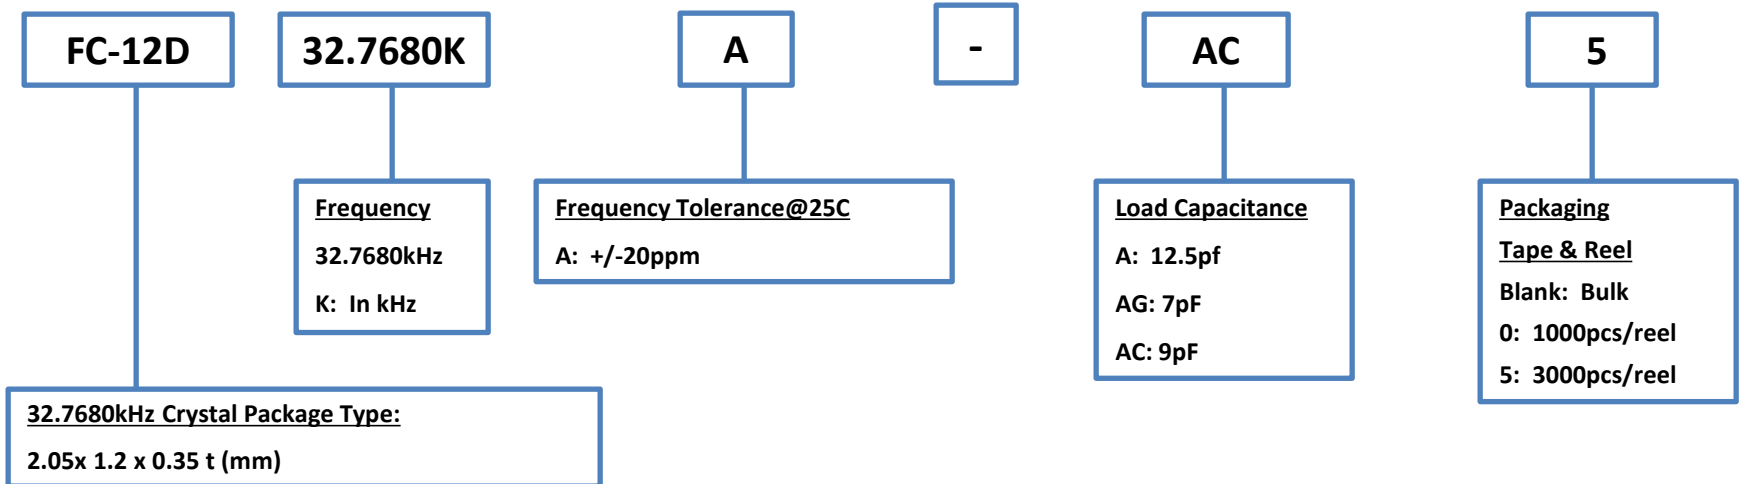 FC-12D
32.7680K
A
-
AC
5
Frequency
32.7680kHz
K: In kHz
Frequency Tolerance@25C
A: +/-20ppm
Load Capacitance
A: 12.5pf
AG: 7pF
AC: 9pF
Packaging
Tape & Reel
Blank: Bulk
0: 1000pcs/reel
5: 3000pcs/reel
32.7680kHz Crystal Package Type:
2.05x 1.2 x 0.35 t (mm)